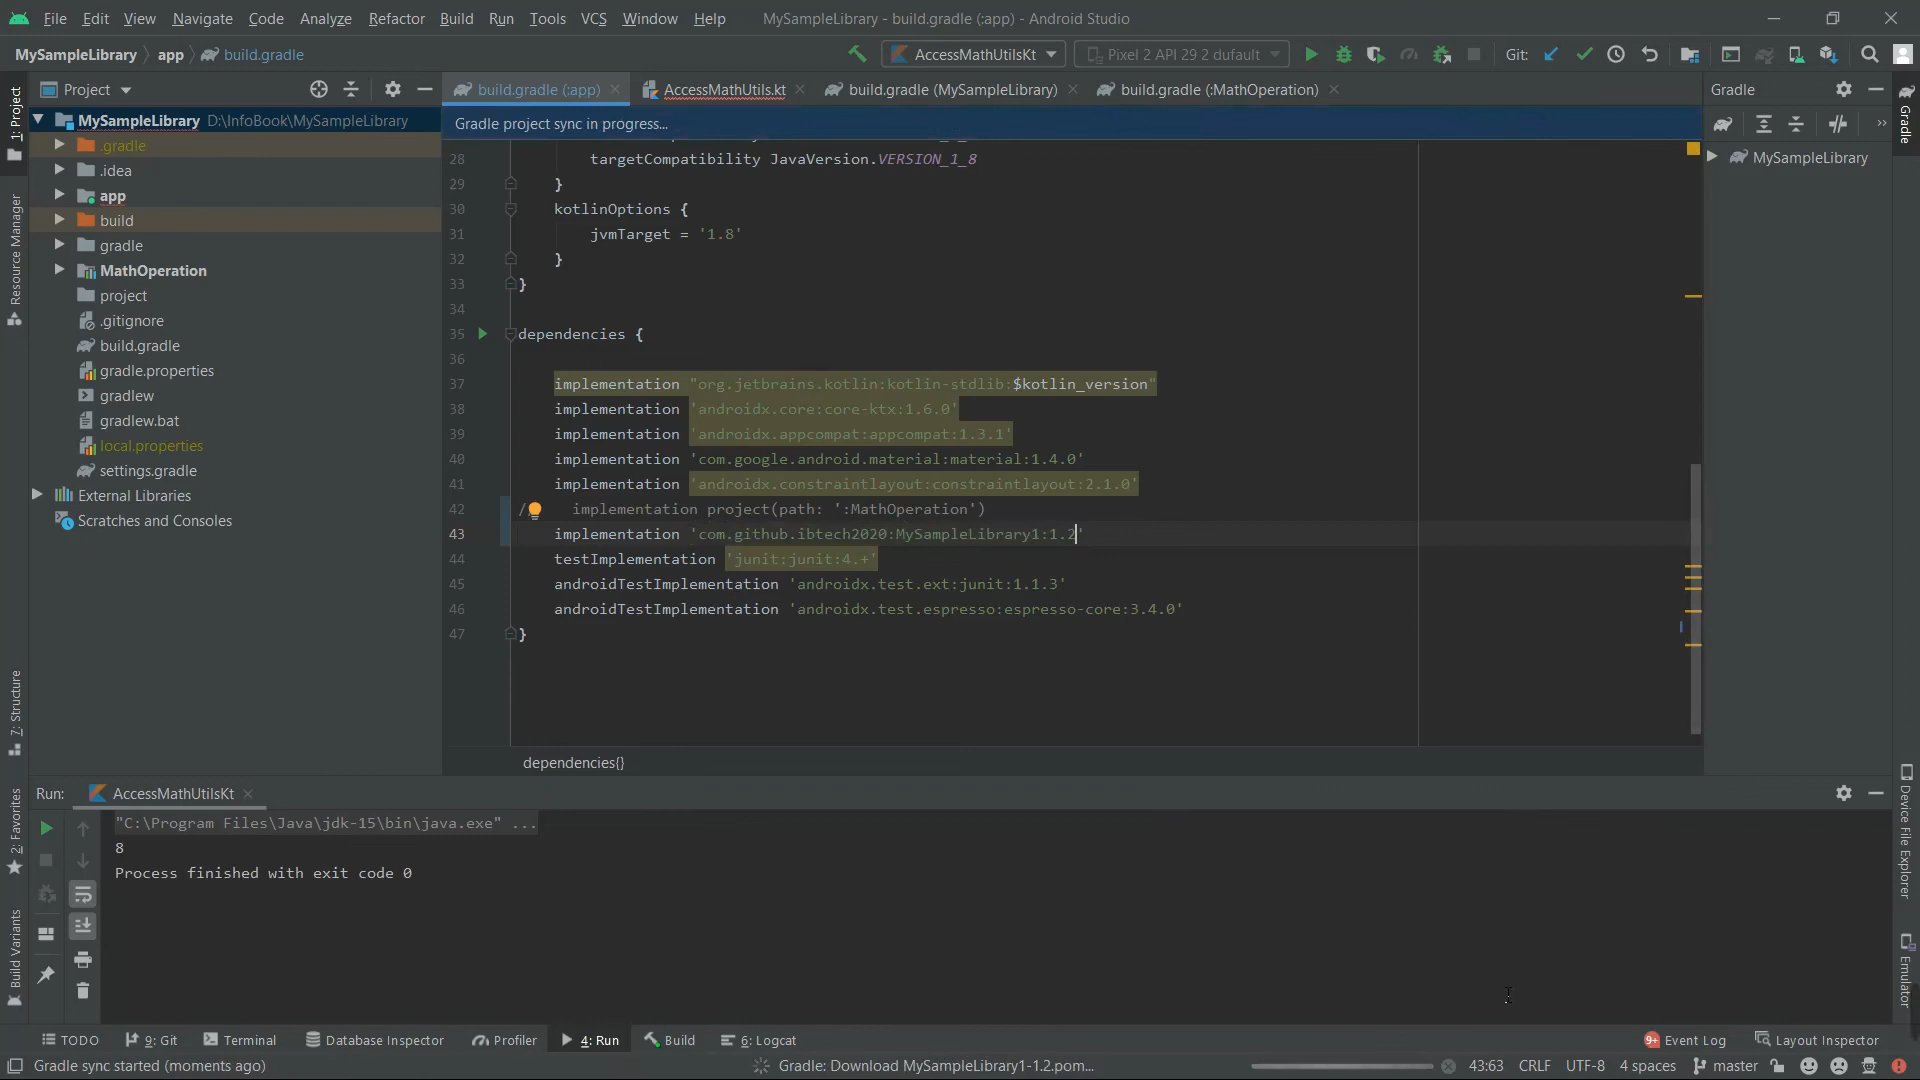 File Edit View Navigate Code Analyze Refactor Build Run Tools VCS Window Help MySampleLibrary - build.gradle (:app) - Android Studio
MySampleLibrary app build.gradle AccessMathUtilsKt Pixel 2 API 29 2 dufault Git:
Project build.gradle (:app) AccessMathUtils.kt build.gradle (MySampleLibrary) build.gradle (:MathOperation) Gradle
MySampleLibrary D:\InfoBook\MySampleLibrary
.gradle
.idea
app
build
gradle
MathOperation
project
.gitignore
build.gradle
gradle.properties
gradlew
gradlew.bat
local.properties
settings.gradle
External Libraries
Scratches and Consoles
1: Project
Resource Manager
7: Structure
2: Favorites
Build Variants
Gradle project sync in progress...
28 targetCompatibility JavaVersion.VERSION_1_8
29 }
30 kotlinOptions {
31 jvmTarget = '1.8'
32 }
33 }
34
35 dependencies {
36
37 implementation "org.jetbrains.kotlin:kotlin-stdlib:$kotlin_version"
38 implementation 'androidx.core:core-ktx:1.6.0'
39 implementation 'androidx.appcompat:appcompat:1.3.1'
40 implementation 'com.google.android.material:material:1.4.0'
41 implementation 'androidx.constraintlayout:constraintlayout:2.1.0'
42 / implementation project(path: ':MathOperation')
43 implementation 'com.github.ibtech2020:MySampleLibrary1:1.2'
44 testImplementation 'junit:junit:4.+'
45 androidTestImplementation 'androidx.test.ext:junit:1.1.3'
46 androidTestImplementation 'androidx.test.espresso:espresso-core:3.4.0'
47 }
dependencies{}
MySampleLibrary
Gradle
Device File Explorer
Emulator
Run: AccessMathUtilsKt
"C:\Program Files\Java\jdk-15\bin\java.exe" ...
8
Process finished with exit code 0
TODO 9: Git Terminal Database Inspector Profiler 4: Run Build 6: Logcat 9+ Event Log Layout Inspector
Gradle sync started (moments ago) Gradle: Download MySampleLibrary1-1.2.pom... 43:63 CRLF UTF-8 4 spaces master